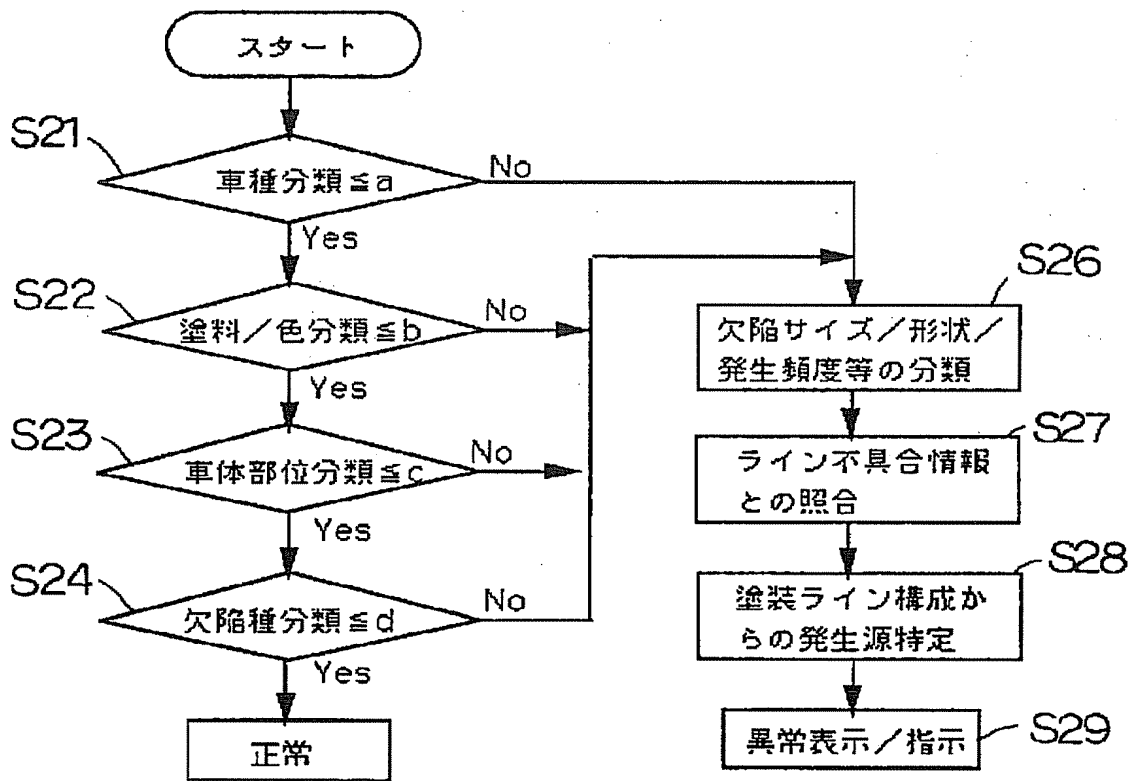 スタート
S21
車種分類≦a
No
Yes
S22
塗料/色分類≦b
No
Yes
S23
車体部位分類≦c
No
Yes
S24
欠陥種分類≦d
No
Yes
正常
S26
欠陥サイズ/形状/
発生頻度等の分類
S27
ライン不具合情報
との照合
S28
塗装ライン構成か
らの発生源特定
S29
異常表示/指示